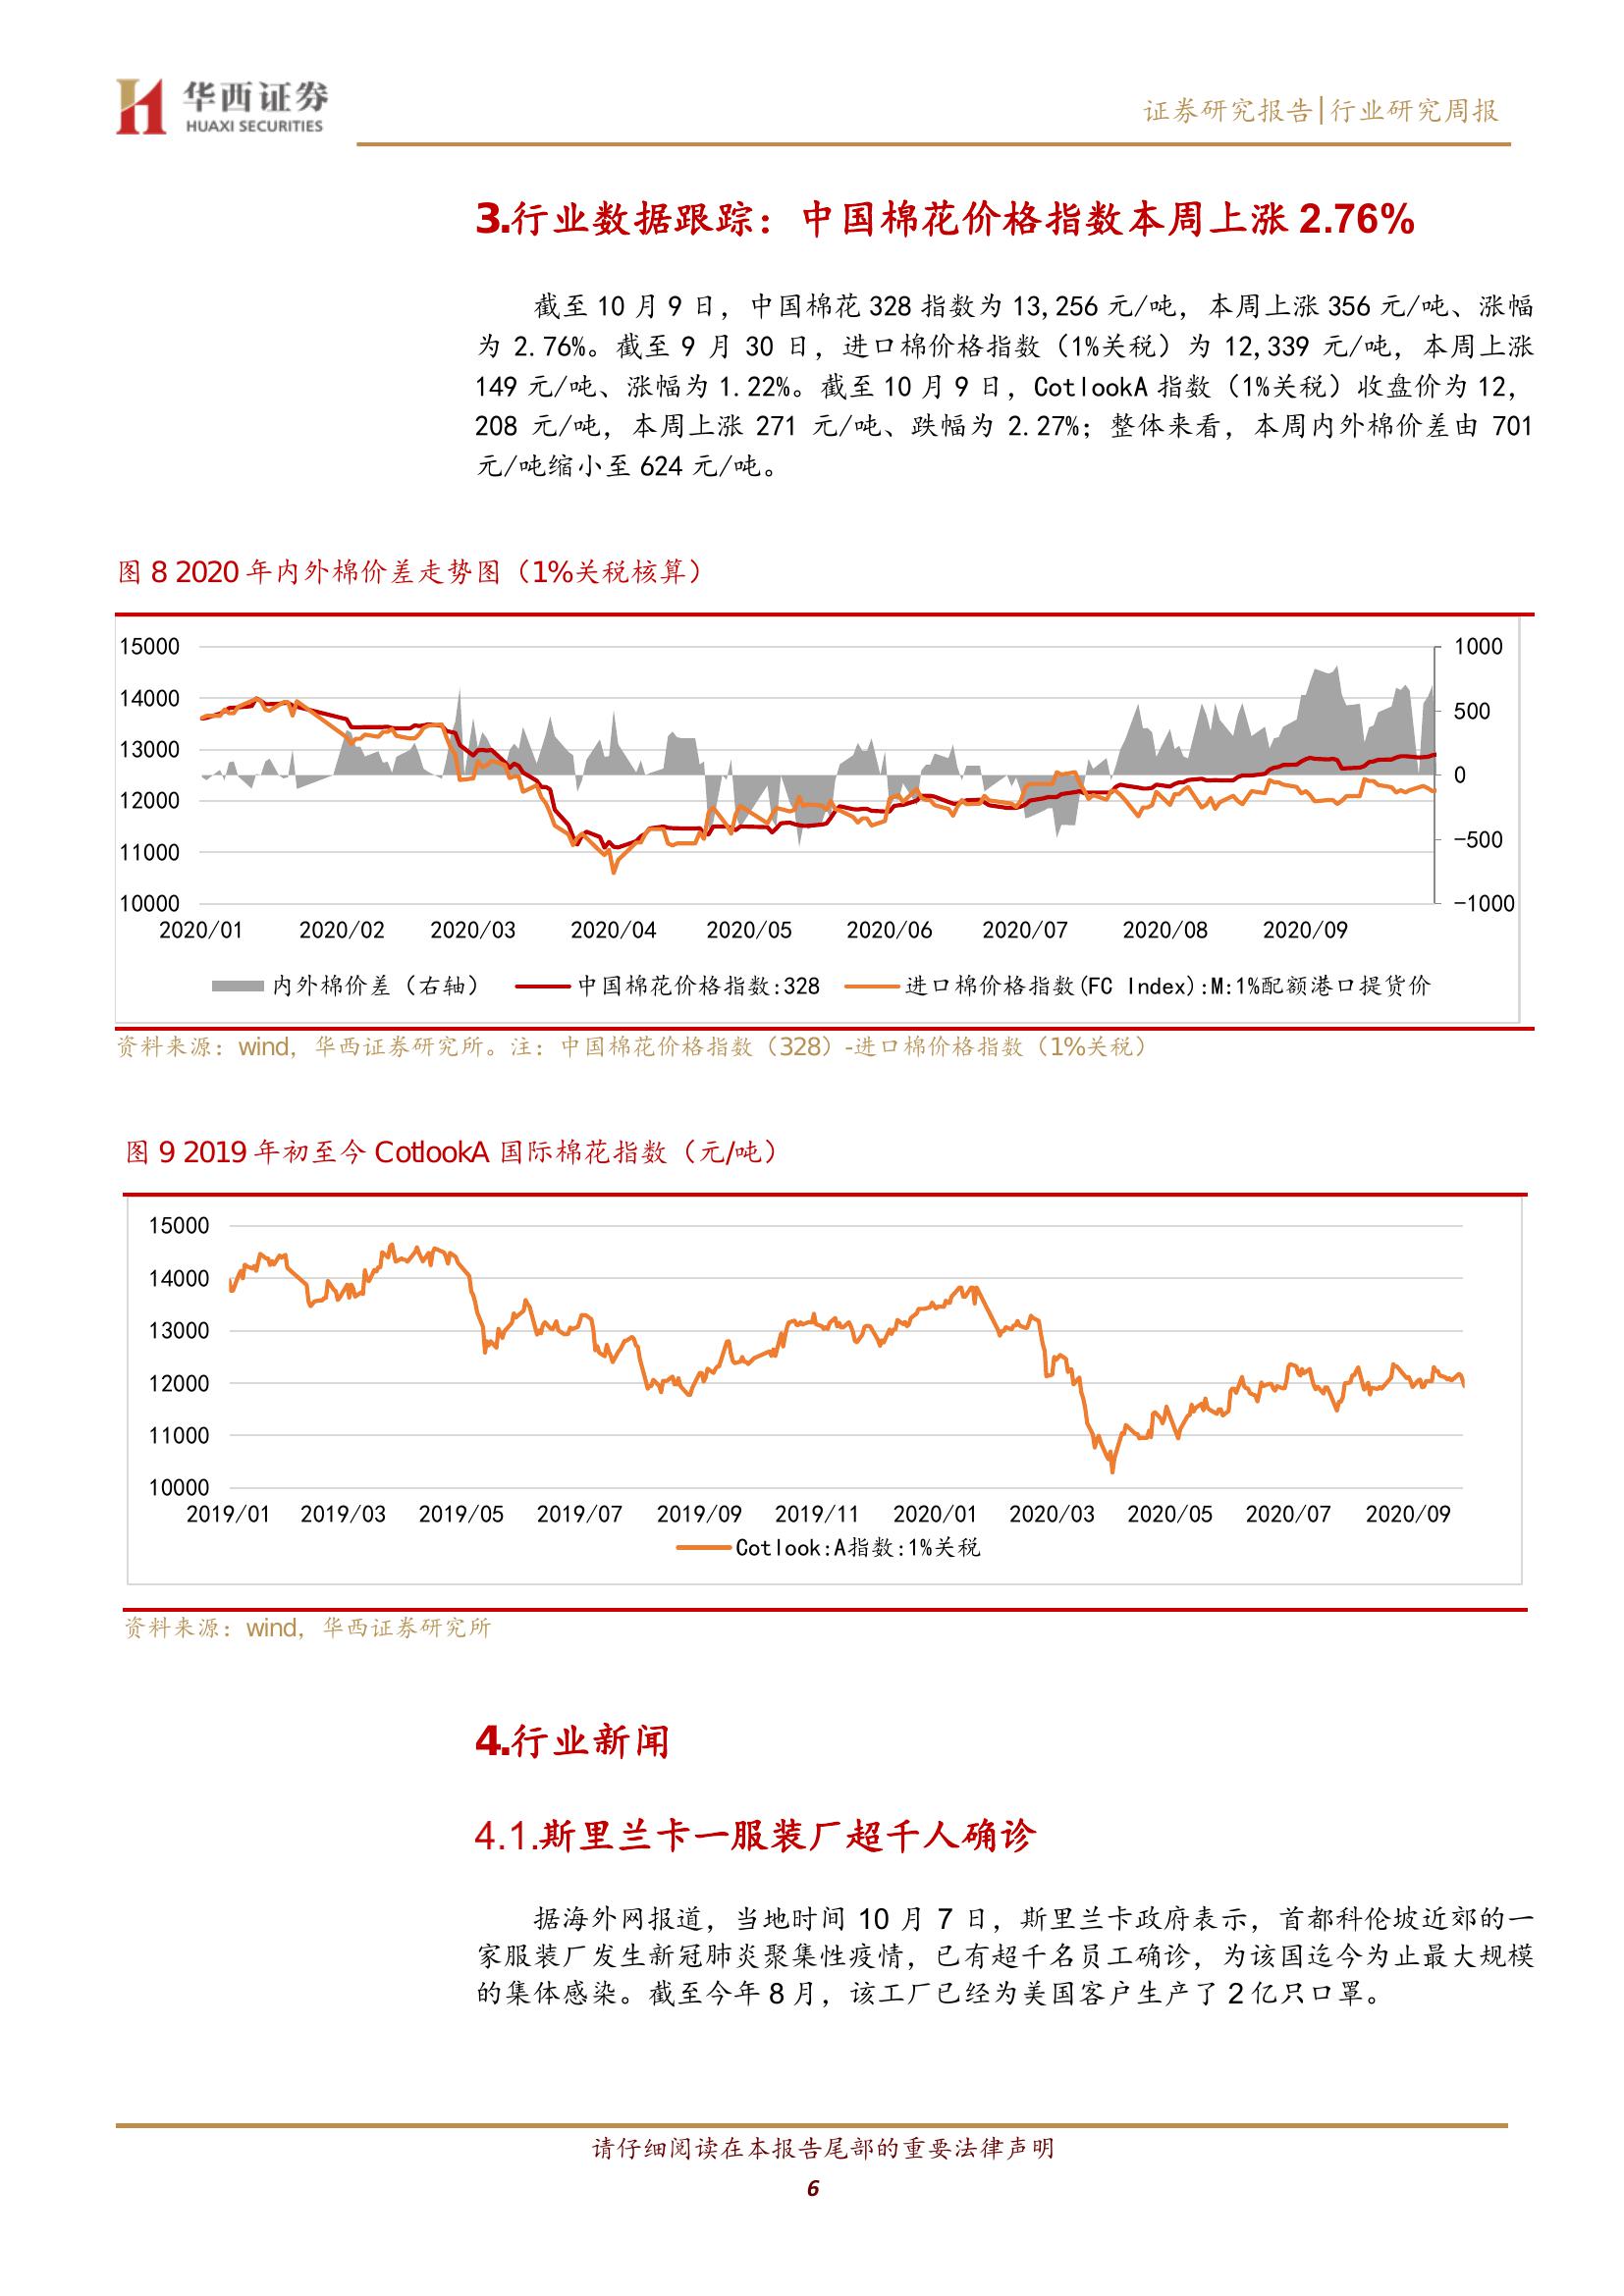 华西证券
HUAXI SECURITIES
证券研究报告|行业研究周报
3.行业数据跟踪：中国棉花价格指数本周上涨 2.76%
截至 10 月 9 日，中国棉花 328 指数为 13,256 元/吨，本周上涨 356 元/吨、涨幅
为 2.76%。截至 9 月 30 日，进口棉价格指数（1%关税）为 12,339 元/吨，本周上涨
149 元/吨、涨幅为 1.22%。截至 10 月 9 日，CotlookA 指数（1%关税）收盘价为 12,
208 元/吨，本周上涨 271 元/吨、跌幅为 2.27%；整体来看，本周内外棉价差由 701
元/吨缩小至 624 元/吨。
图 8 2020 年内外棉价差走势图（1%关税核算）
15000
14000
13000
12000
11000
10000
1000
500
0
-500
-1000
2020/01 2020/02 2020/03 2020/04 2020/05 2020/06 2020/07 2020/08 2020/09
内外棉价差（右轴） 中国棉花价格指数:328 进口棉价格指数(FC Index):M:1%配额港口提货价
资料来源：wind，华西证券研究所。注：中国棉花价格指数（328）-进口棉价格指数（1%关税）
图 9 2019 年初至今 CotlookA 国际棉花指数（元/吨）
15000
14000
13000
12000
11000
10000
2019/01 2019/03 2019/05 2019/07 2019/09 2019/11 2020/01 2020/03 2020/05 2020/07 2020/09
Cotlook:A指数:1%关税
资料来源：wind，华西证券研究所
4.行业新闻
4.1.斯里兰卡一服装厂超千人确诊
据海外网报道，当地时间 10 月 7 日，斯里兰卡政府表示，首都科伦坡近郊的一
家服装厂发生新冠肺炎聚集性疫情，已有超千名员工确诊，为该国迄今为止最大规模
的集体感染。截至今年 8 月，该工厂已经为美国客户生产了 2 亿只口罩。
请仔细阅读在本报告尾部的重要法律声明
6